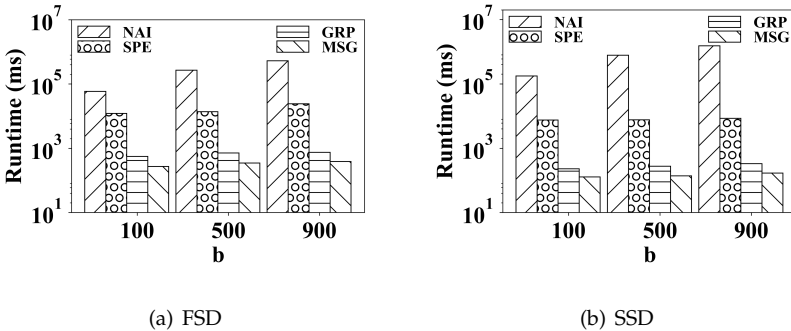 Runtime (ms)
10^7
10^5
10^3
10^1
NAI
GRP
SPE
MSG
100 500 900
b
(a) FSD
Runtime (ms)
10^7
10^5
10^3
10^1
NAI
GRP
SPE
MSG
100 500 900
b
(b) SSD